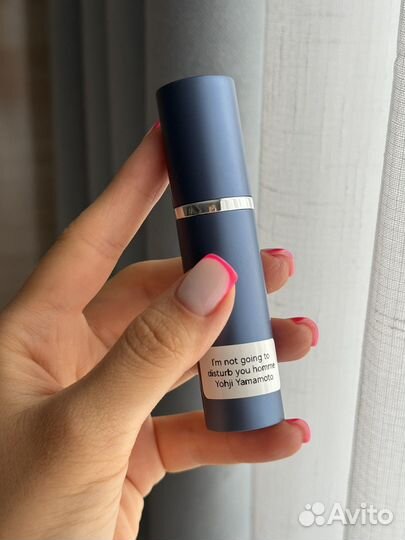 I'm not going to
disturb you homme
Yohji Yamamoto
Avito